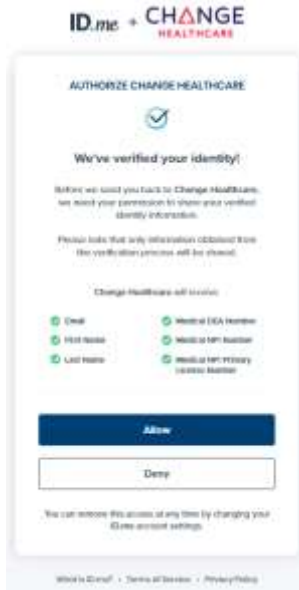 ID.me + CHANGE
HEALTHCARE
AUTHORIZE CHANGE HEALTHCARE
We've verified your identity!
Before we send you back to Change Healthcare,
we need your permission to share your verified
identity information.
Please note that only information obtained from
the verification process will be shared.
Change Healthcare will receive:
Email
Medical DEA Number
First Name
Medical NPI Number
Last Name
Medical NPI Primary
License Number
Allow
Deny
You can remove this access at any time by changing your
ID.me account settings.
What is ID.me? • Terms of Service • Privacy Policy